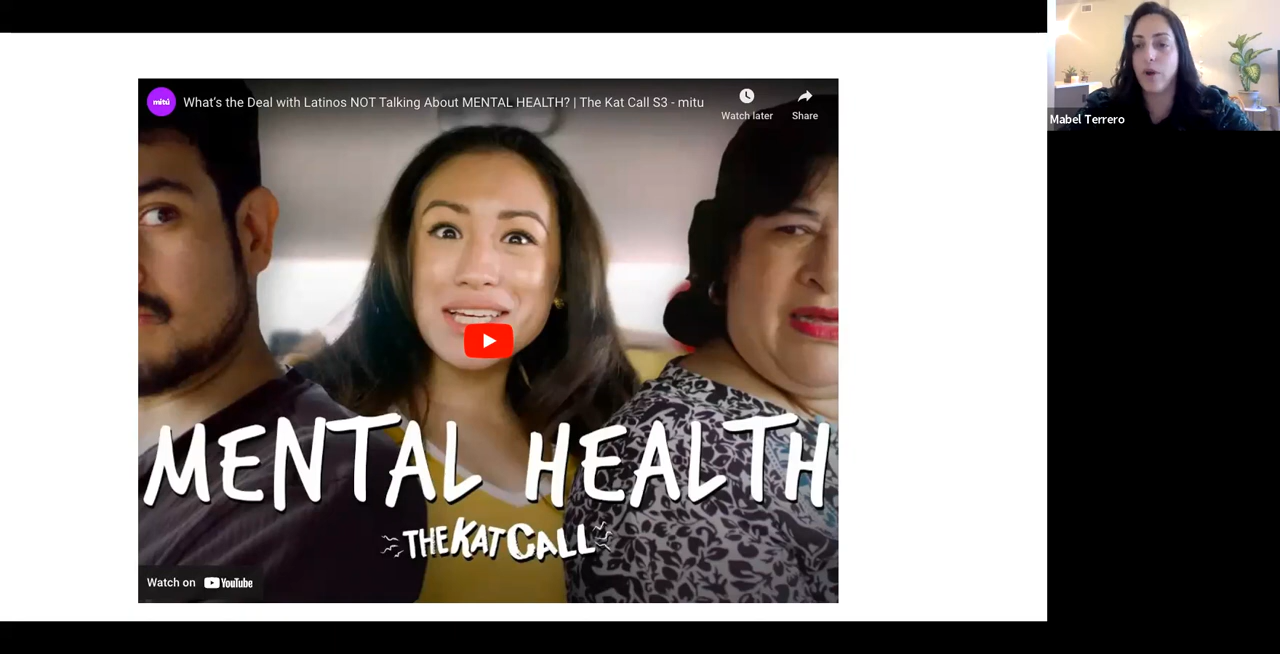 mitú
What's the Deal with Latinos NOT Talking About MENTAL HEALTH? | The Kat Call S3 - mitu
Watch later
Share
Mabel Terrero
MENTAL HEALTH
THE KAT CALL
Watch on YouTube